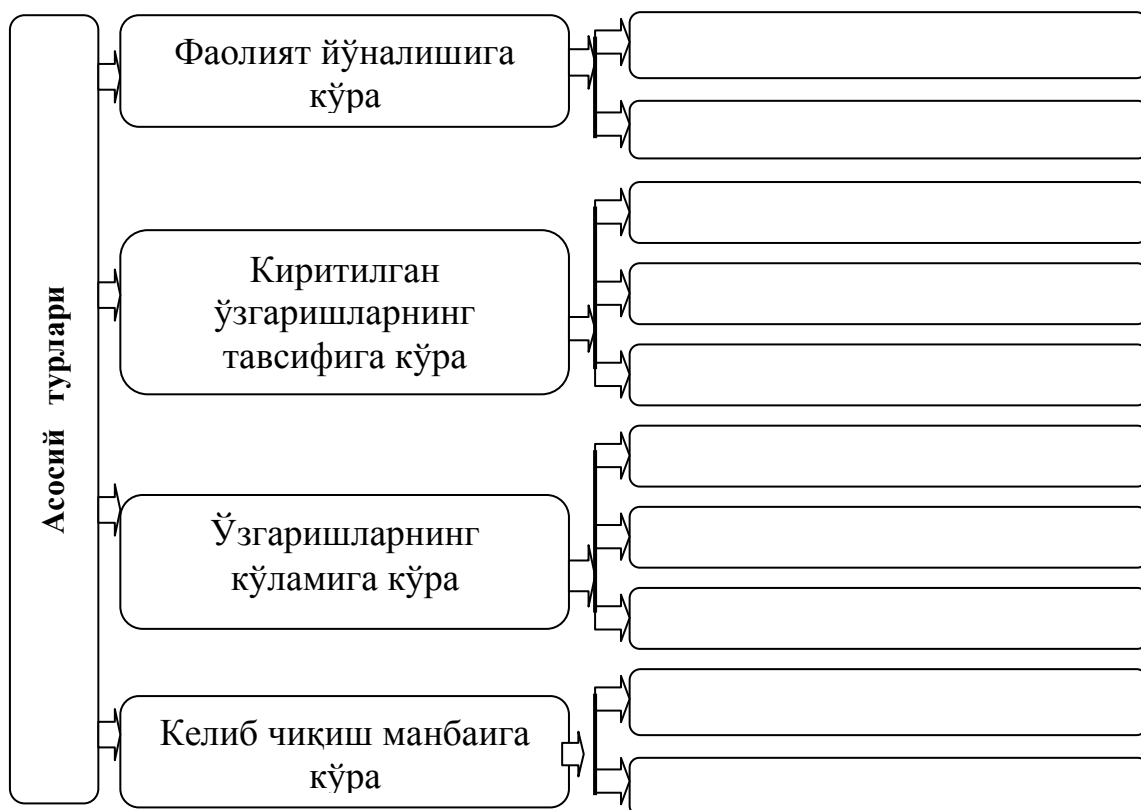 Асосий турлари
Фаолият йўналишига
кўра
Киритилган
ўзгаришларнинг
тавсифига кўра
Ўзгаришларнинг
кўламига кўра
Келиб чиқиш манбаига
кўра